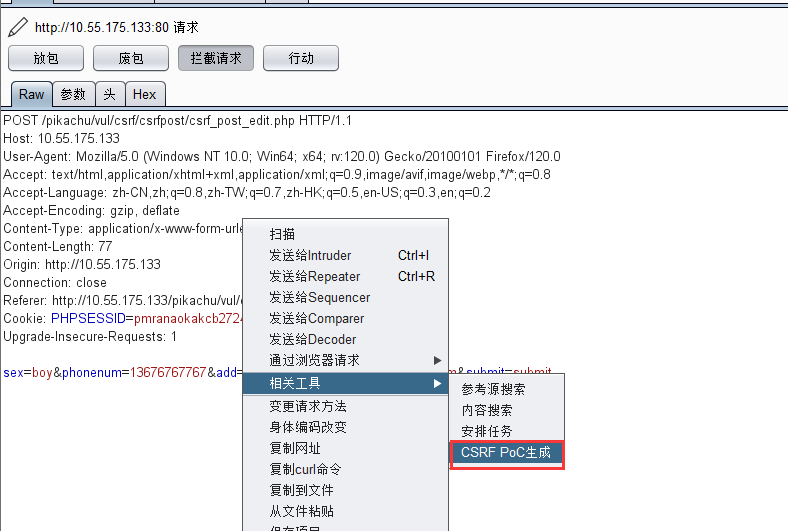 http://10.55.175.133:80 请求
放包 废包 拦截请求 行动
Raw 参数 头 Hex
POST /pikachu/vul/csrf/csrfpost/csrf_post_edit.php HTTP/1.1
Host: 10.55.175.133
User-Agent: Mozilla/5.0 (Windows NT 10.0; Win64; x64; rv:120.0) Gecko/20100101 Firefox/120.0
Accept: text/html,application/xhtml+xml,application/xml;q=0.9,image/avif,image/webp,*/*;q=0.8
Accept-Language: zh-CN,zh;q=0.8,zh-TW;q=0.7,zh-HK;q=0.5,en-US;q=0.3,en;q=0.2
Accept-Encoding: gzip, deflate
Content-Type: application/x-www-form-urle
Content-Length: 77
Origin: http://10.55.175.133
Connection: close
Referer: http://10.55.175.133/pikachu/vul/
Cookie: PHPSESSID=pmranaokakcb272
Upgrade-Insecure-Requests: 1
sex=boy&phonenum=13676767767&add= &submit=submit
扫描
发送给Intruder Ctrl+I
发送给Repeater Ctrl+R
发送给Sequencer
发送给Comparer
发送给Decoder
通过浏览器请求
相关工具
变更请求方法
身体编码改变
复制网址
复制curl命令
复制到文件
从文件粘贴
保存项目
参考源搜索
内容搜索
安排任务
CSRF PoC生成